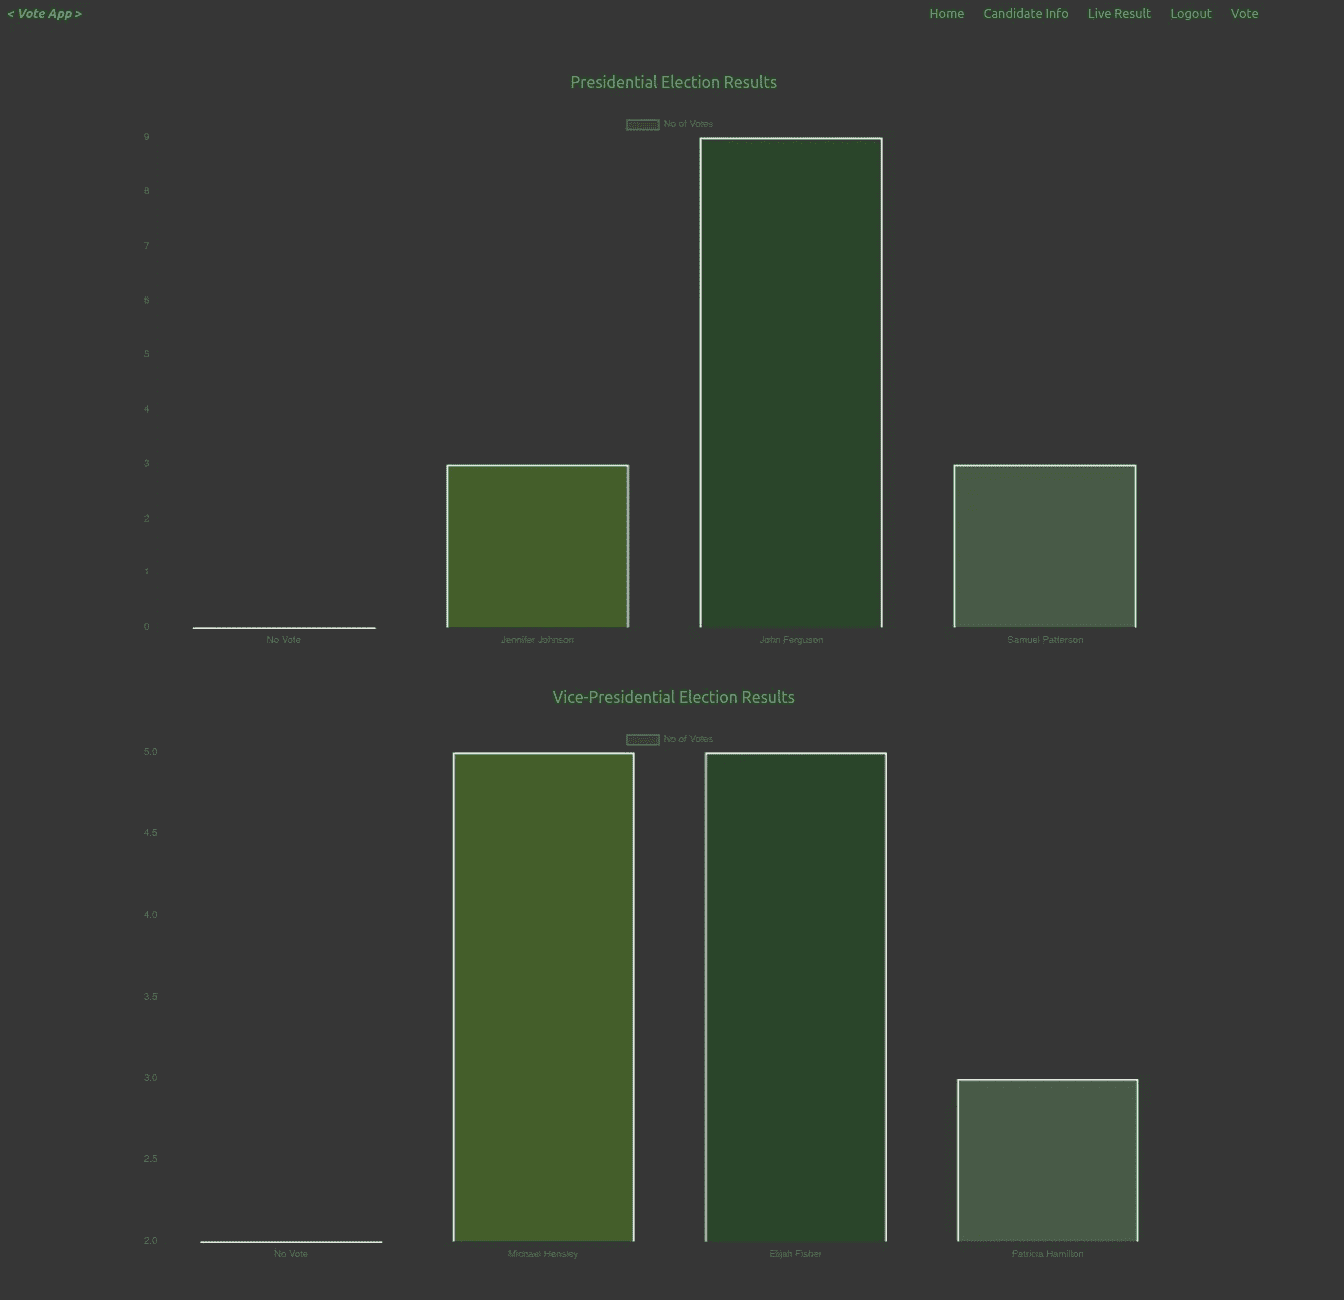 < Vote App >
Home Candidate Info Live Result Logout Vote
Presidential Election Results
No of Votes
9
8
7
6
5
4
3
2
1
0
No Vote Jennifer Johnson John Ferguson Samuel Patterson
Vice-Presidential Election Results
No of Votes
5.0
4.5
4.0
3.5
3.0
2.5
2.0
No Vote Michael Hensley Elijah Fisher Patricia Hamilton